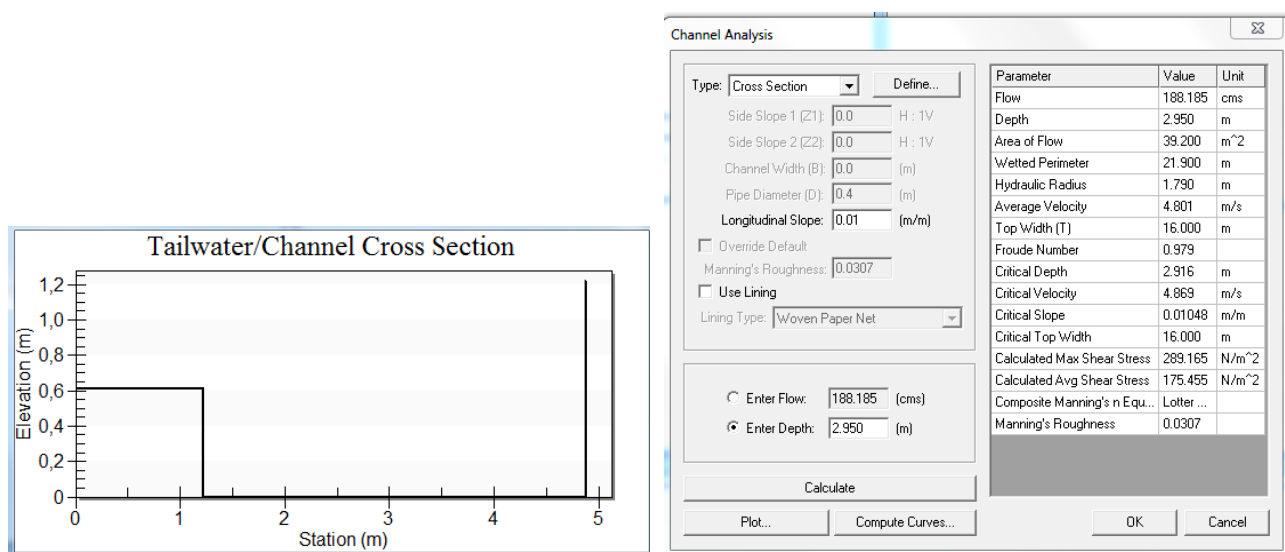 Tailwater/Channel Cross Section
Elevation (m)
1,2
1,0
0,8
0,6
0,4
0,2
0
0 1 2 3 4 5
Station (m)
Channel Analysis
Type: Cross Section Define...
Side Slope 1 (Z1): 0.0 H : 1V
Side Slope 2 (Z2): 0.0 H : 1V
Channel Width (B): 0.0 (m)
Pipe Diameter (D): 0.4 (m)
Longitudinal Slope: 0.01 (m/m)
Override Default
Manning's Roughness: 0.0307
Use Lining
Lining Type: Woven Paper Net
Enter Flow: 188.185 (cms)
Enter Depth: 2.950 (m)
Calculate
Plot... Compute Curves...
Parameter Value Unit
Flow 188.185 cms
Depth 2.950 m
Area of Flow 39.200 m^2
Wetted Perimeter 21.900 m
Hydraulic Radius 1.790 m
Average Velocity 4.801 m/s
Top Width (T) 16.000 m
Froude Number 0.979
Critical Depth 2.916 m
Critical Velocity 4.869 m/s
Critical Slope 0.01048 m/m
Critical Top Width 16.000 m
Calculated Max Shear Stress 289.165 N/m^2
Calculated Avg Shear Stress 175.455 N/m^2
Composite Manning's n Equ... Lotter ...
Manning's Roughness 0.0307
OK Cancel